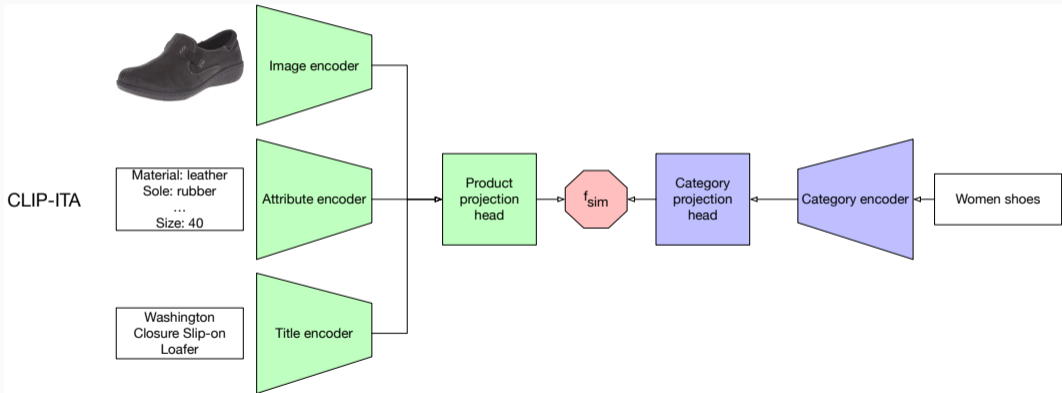 CLIP-ITA
Image encoder
Material: leather
Sole: rubber
...
Size: 40
Attribute encoder
Washington
Closure Slip-on
Loafer
Title encoder
Product
projection
head
fsim
Category
projection
head
Category encoder
Women shoes